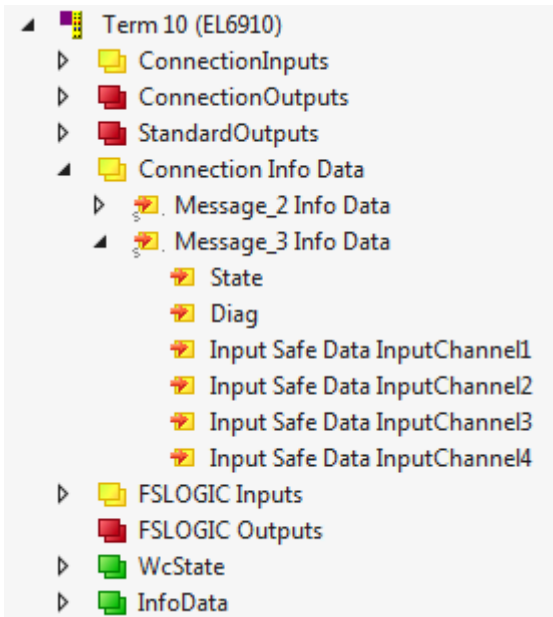 Term 10 (EL6910)
ConnectionInputs
ConnectionOutputs
StandardOutputs
Connection Info Data
Message_2 Info Data
Message_3 Info Data
State
Diag
Input Safe Data InputChannel1
Input Safe Data InputChannel2
Input Safe Data InputChannel3
Input Safe Data InputChannel4
FSLOGIC Inputs
FSLOGIC Outputs
WcState
InfoData